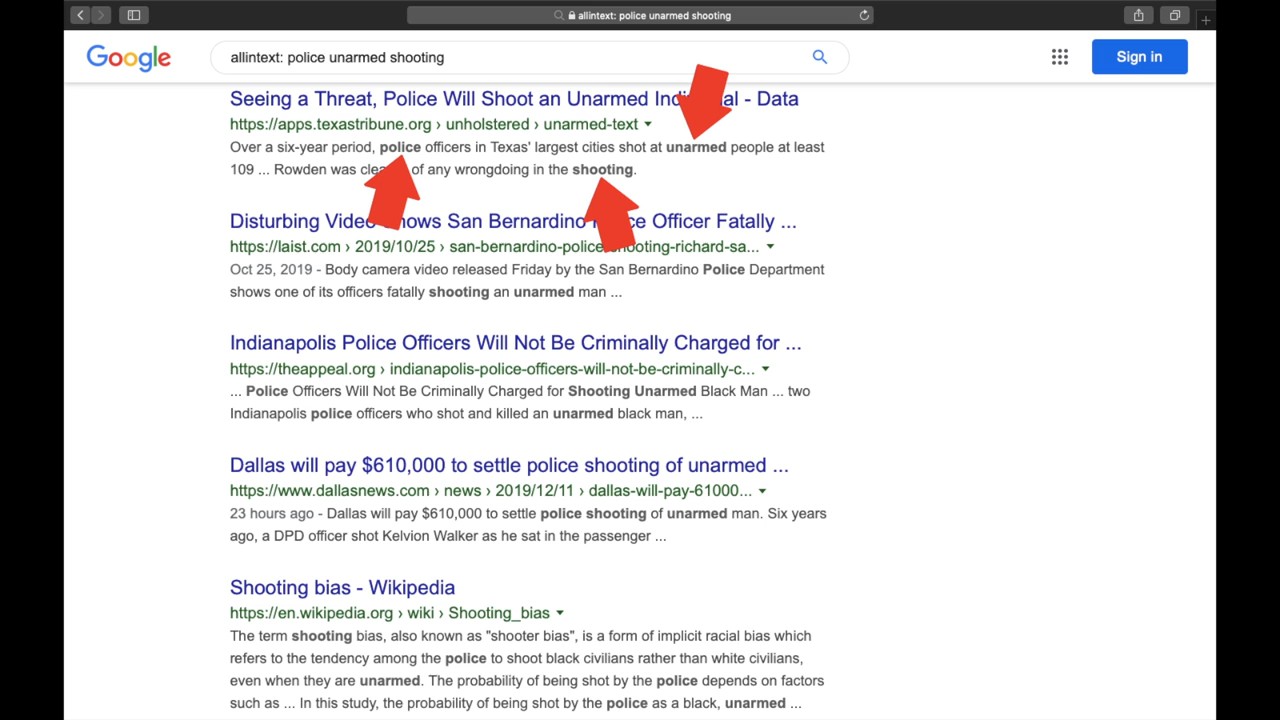 allintext: police unarmed shooting
Google
allintext: police unarmed shooting
Sign in
Seeing a Threat, Police Will Shoot an Unarmed - Data
https://apps.texastribune.org › unholstered › unarmed-text
Over a six-year period, police officers in Texas' largest cities shot at unarmed people at least
109 ... Rowden was of any wrongdoing in the shooting.
Disturbing Video Shows San Bernardino Police Officer Fatally ...
https://laist.com › 2019/10/25 › san-bernardino-police-shooting-richard-sa...
Oct 25, 2019 - Body camera video released Friday by the San Bernardino Police Department
shows one of its officers fatally shooting an unarmed man ...
Indianapolis Police Officers Will Not Be Criminally Charged for ...
https://theappeal.org › indianapolis-police-officers-will-not-be-criminally-c...
... Police Officers Will Not Be Criminally Charged for Shooting Unarmed Black Man ... two
Indianapolis police officers who shot and killed an unarmed black man, ...
Dallas will pay $610,000 to settle police shooting of unarmed ...
https://www.dallasnews.com › news › 2019/12/11 › dallas-will-pay-61000...
23 hours ago - Dallas will pay $610,000 to settle police shooting of unarmed man. Six years
ago, a DPD officer shot Kelvion Walker as he sat in the passenger ...
Shooting bias - Wikipedia
https://en.wikipedia.org › wiki › Shooting_bias
The term shooting bias, also known as "shooter bias", is a form of implicit racial bias which
refers to the tendency among the police to shoot black civilians rather than white civilians,
even when they are unarmed. The probability of being shot by the police depends on factors
such as ... In this study, the probability of being shot by the police as a black, unarmed ...